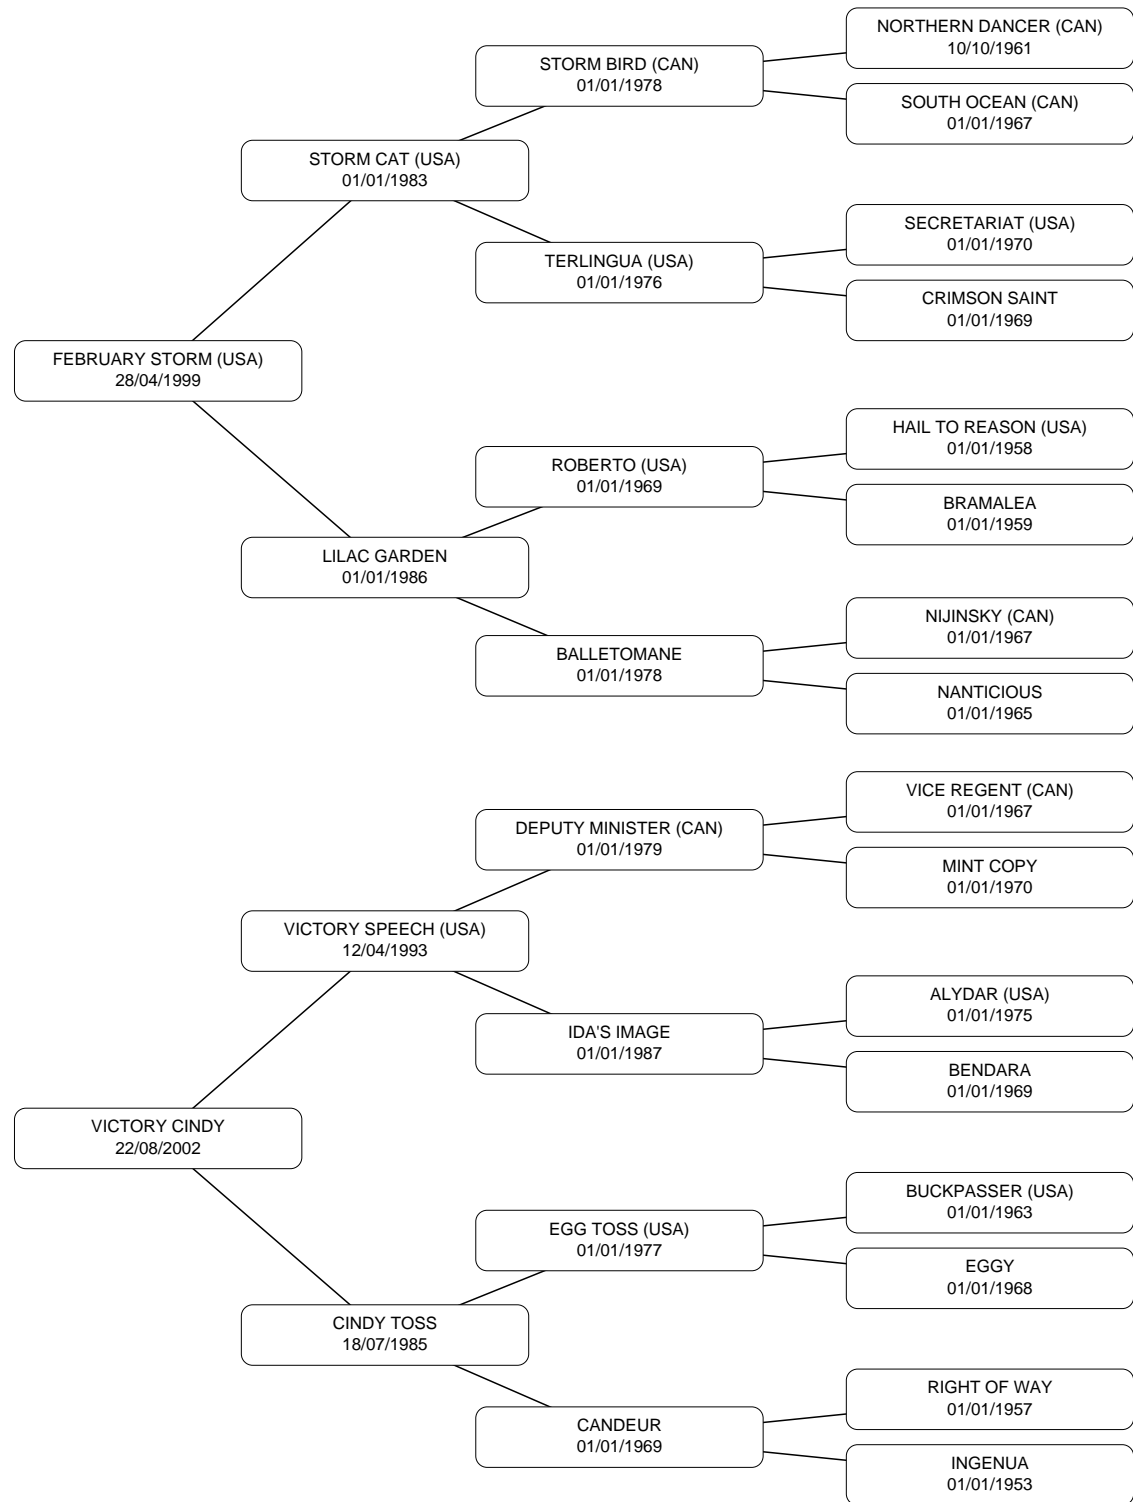 NORTHERN DANCER (CAN)
10/10/1961
STORM BIRD (CAN)
01/01/1978
SOUTH OCEAN (CAN)
01/01/1967
STORM CAT (USA)
01/01/1983
SECRETARIAT (USA)
01/01/1970
TERLINGUA (USA)
01/01/1976
CRIMSON SAINT
01/01/1969
FEBRUARY STORM (USA)
28/04/1999
HAIL TO REASON (USA)
01/01/1958
ROBERTO (USA)
01/01/1969
BRAMALEA
01/01/1959
LILAC GARDEN
01/01/1986
NIJINSKY (CAN)
01/01/1967
BALLETOMANE
01/01/1978
NANTICIOUS
01/01/1965
VICE REGENT (CAN)
01/01/1967
DEPUTY MINISTER (CAN)
01/01/1979
MINT COPY
01/01/1970
VICTORY SPEECH (USA)
12/04/1993
ALYDAR (USA)
01/01/1975
IDA'S IMAGE
01/01/1987
BENDARA
01/01/1969
VICTORY CINDY
22/08/2002
BUCKPASSER (USA)
01/01/1963
EGG TOSS (USA)
01/01/1977
EGGY
01/01/1968
CINDY TOSS
18/07/1985
RIGHT OF WAY
01/01/1957
CANDEUR
01/01/1969
INGENUA
01/01/1953